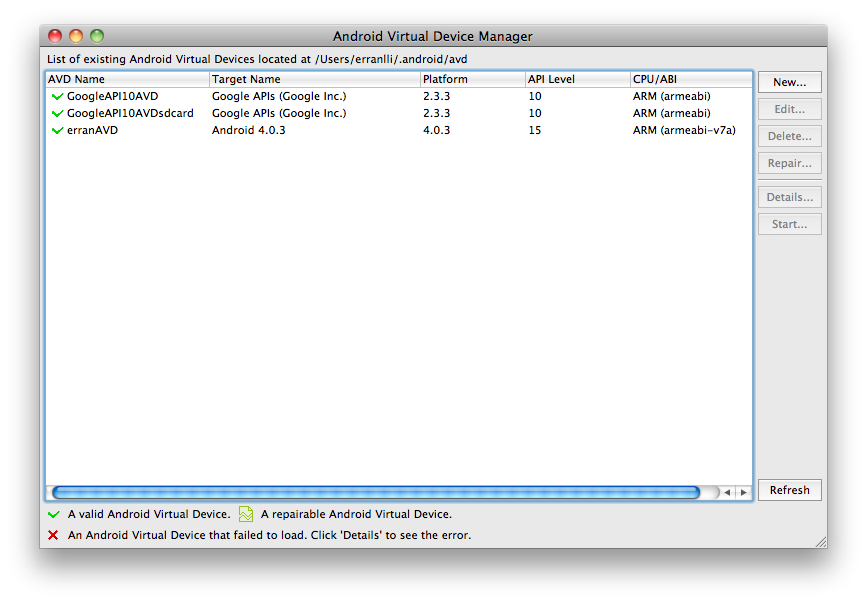 Android Virtual Device Manager
List of existing Android Virtual Devices located at /Users/erranlli/.android/avd
AVD Name Target Name Platform API Level CPU/ABI
GoogleAPI10AVD Google APIs (Google Inc.) 2.3.3 10 ARM (armeabi)
GoogleAPI10AVDsdcard Google APIs (Google Inc.) 2.3.3 10 ARM (armeabi)
erranAVD Android 4.0.3 4.0.3 15 ARM (armeabi-v7a)
New...
Edit...
Delete...
Repair...
Details...
Start...
Refresh
A valid Android Virtual Device. A repairable Android Virtual Device.
An Android Virtual Device that failed to load. Click 'Details' to see the error.